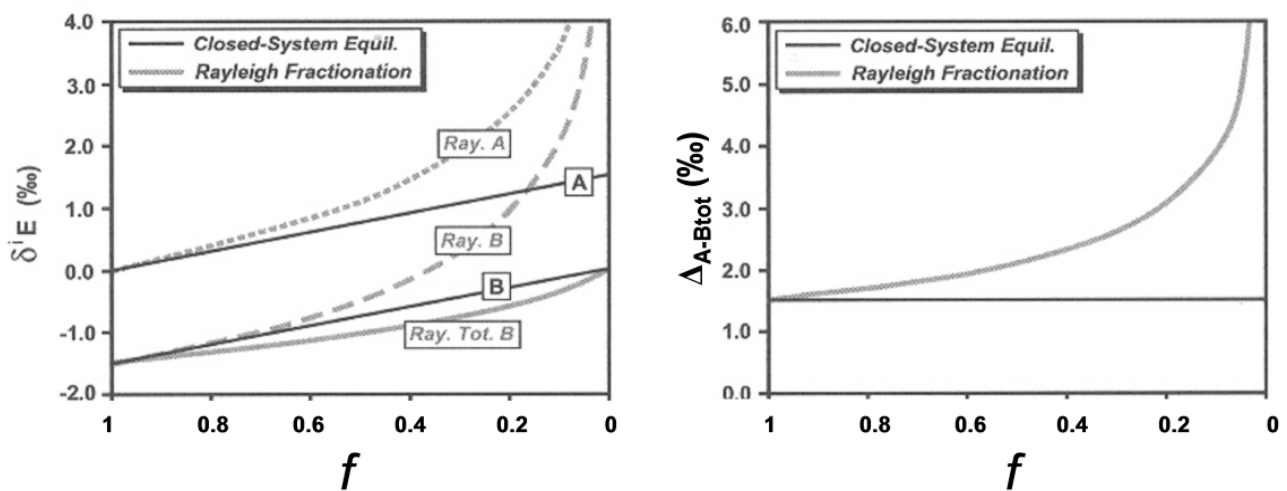 4.0
3.0
2.0
1.0
0.0
-1.0
-2.0
δⁱE (‰)
Closed-System Equil.
Rayleigh Fractionation
Ray. A
A
Ray. B
B
Ray. Tot. B
1 0.8 0.6 0.4 0.2 0
f
6.0
5.0
4.0
3.0
2.0
1.0
0.0
Δ_A-Btot (‰)
Closed-System Equil.
Rayleigh Fractionation
1 0.8 0.6 0.4 0.2 0
f